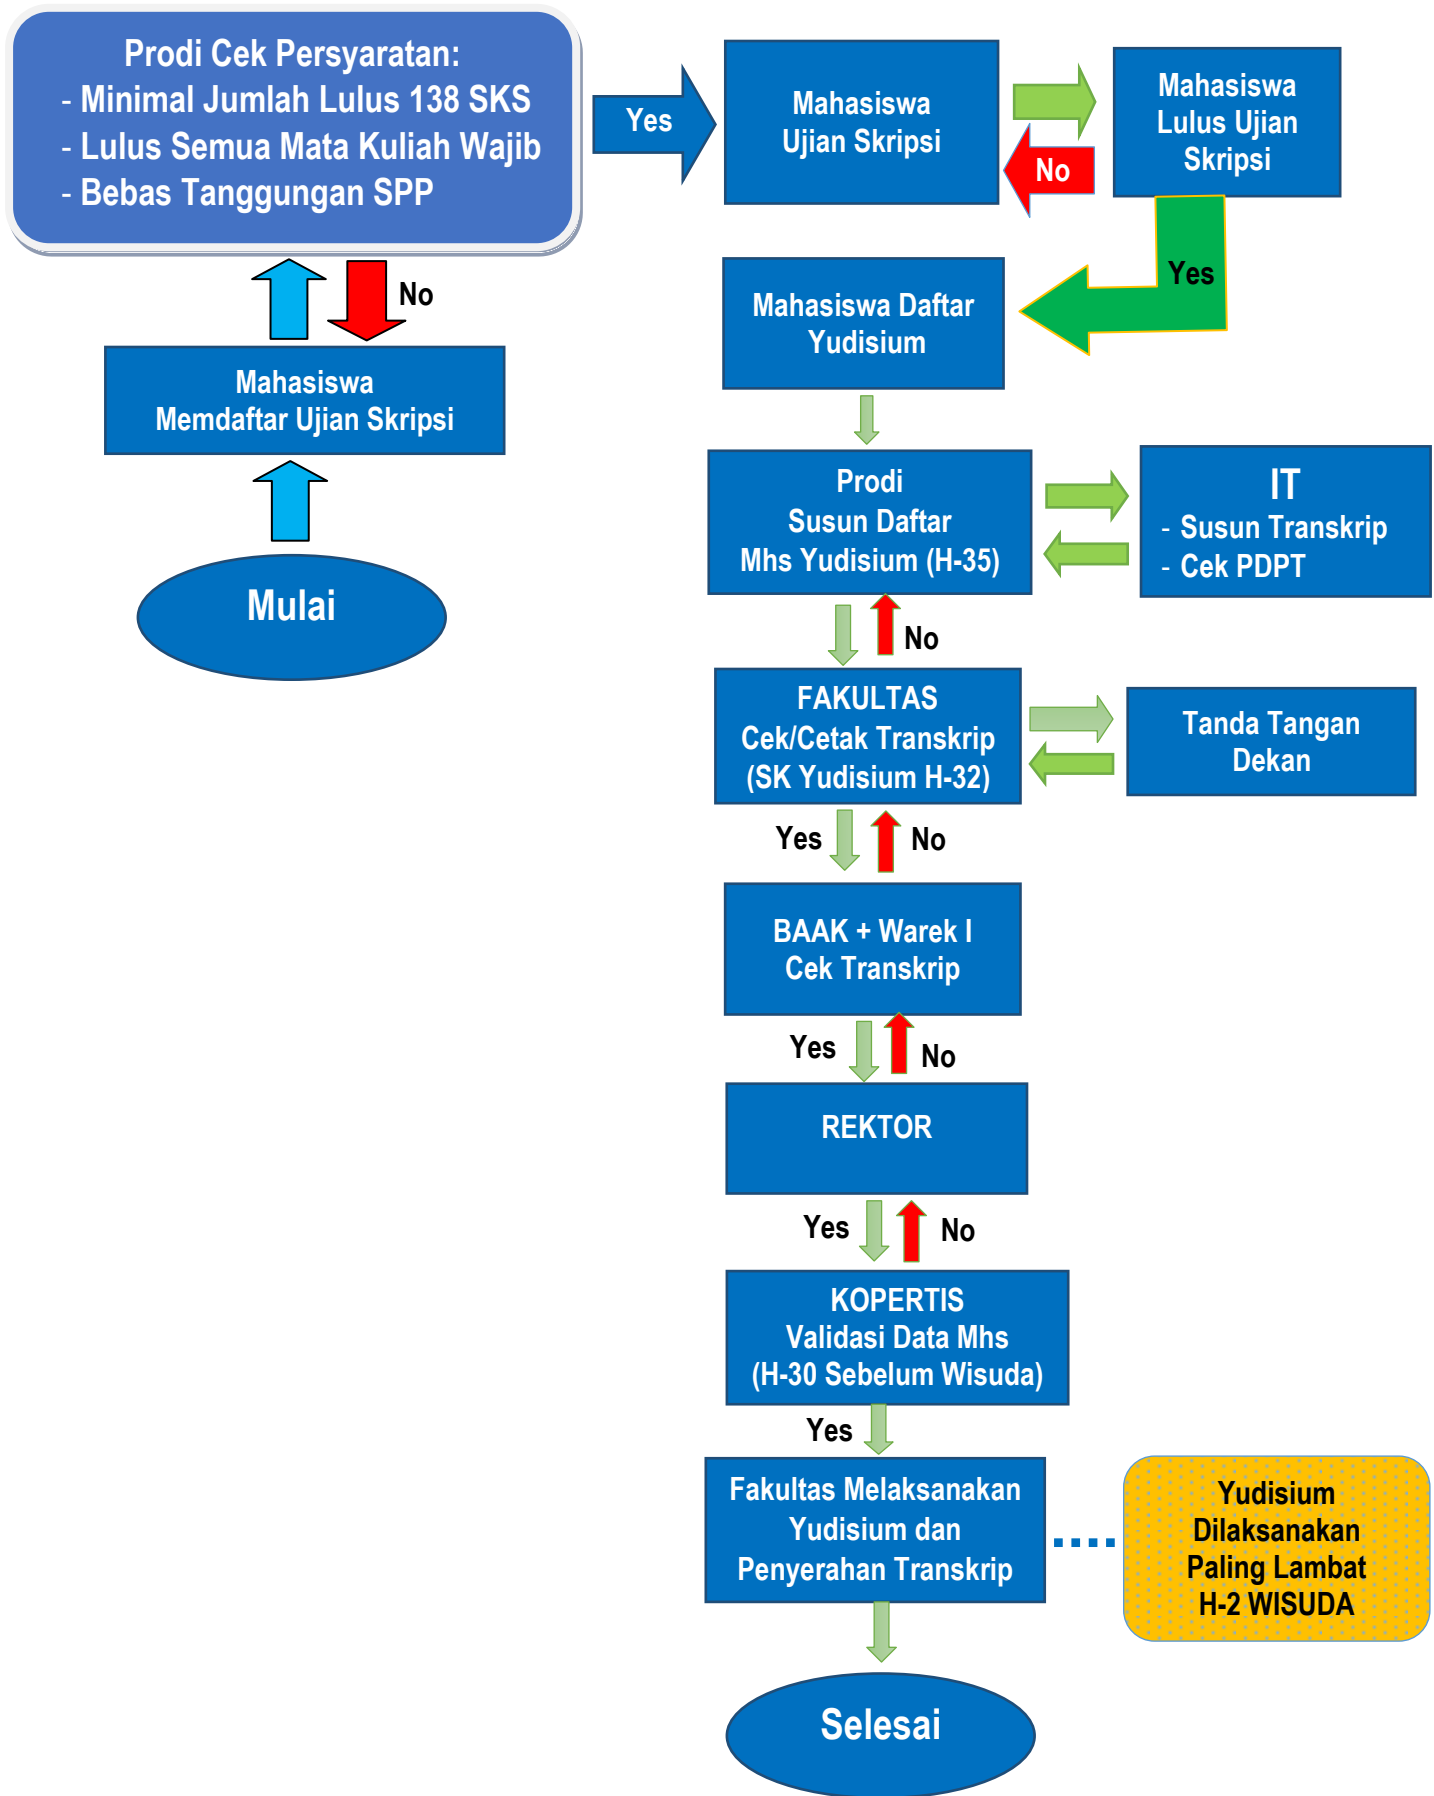 Prodi Cek Persyaratan:
- Minimal Jumlah Lulus 138 SKS
- Lulus Semua Mata Kuliah Wajib
- Bebas Tanggungan SPP
Yes
Mahasiswa
Ujian Skripsi
No
Mahasiswa
Lulus Ujian
Skripsi
Yes
No
Mahasiswa
Memdaftar Ujian Skripsi
Mulai
Mahasiswa Daftar
Yudisium
Prodi
Susun Daftar
Mhs Yudisium (H-35)
IT
- Susun Transkrip
- Cek PDPT
No
FAKULTAS
Cek/Cetak Transkrip
(SK Yudisium H-32)
Tanda Tangan
Dekan
Yes
No
BAAK + Warek I
Cek Transkrip
Yes
No
REKTOR
Yes
No
KOPERTIS
Validasi Data Mhs
(H-30 Sebelum Wisuda)
Yes
Fakultas Melaksanakan
Yudisium dan
Penyerahan Transkrip
Yudisium
Dilaksanakan
Paling Lambat
H-2 WISUDA
Selesai